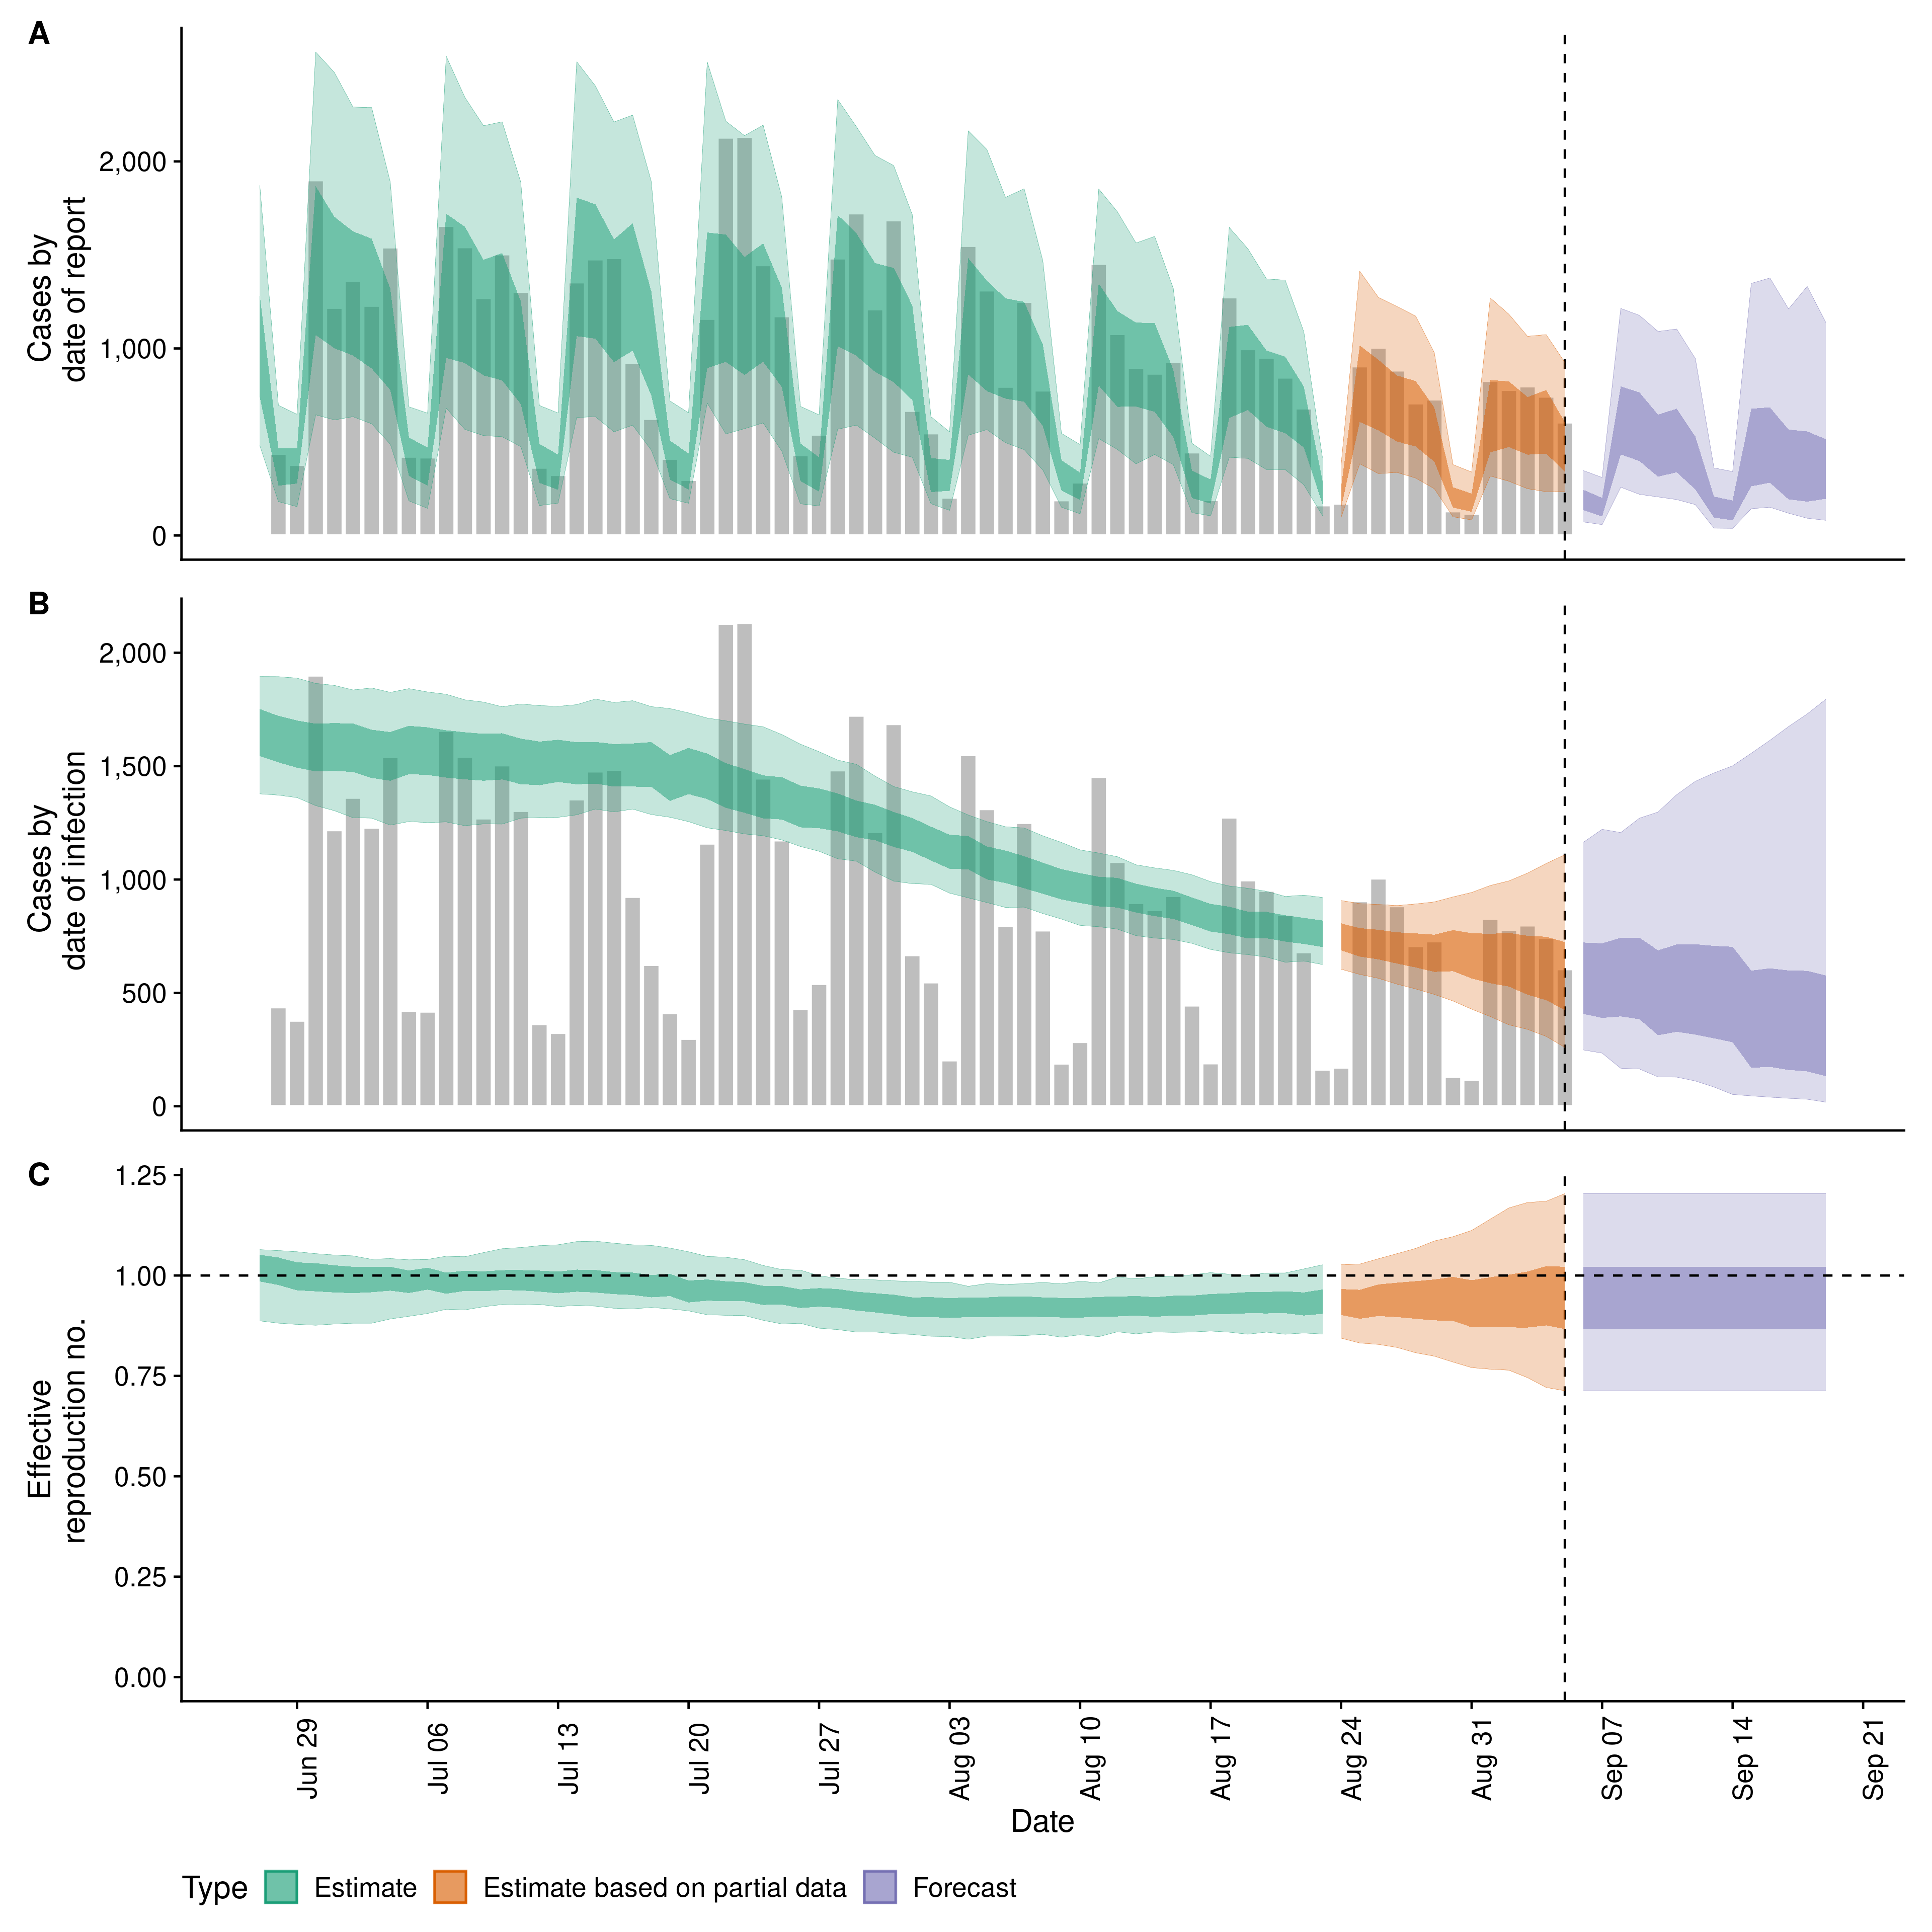 A
Cases by
date of report
2,000
1,000
0
B
Cases by
date of infection
2,000
1,500
1,000
500
0
C
Effective
reproduction no.
1.25
1.00
0.75
0.50
0.25
0.00
Jun 29
Jul 06
Jul 13
Jul 20
Jul 27
Aug 03
Aug 10
Aug 17
Aug 24
Aug 31
Sep 07
Sep 14
Sep 21
Date
Type Estimate Estimate based on partial data Forecast